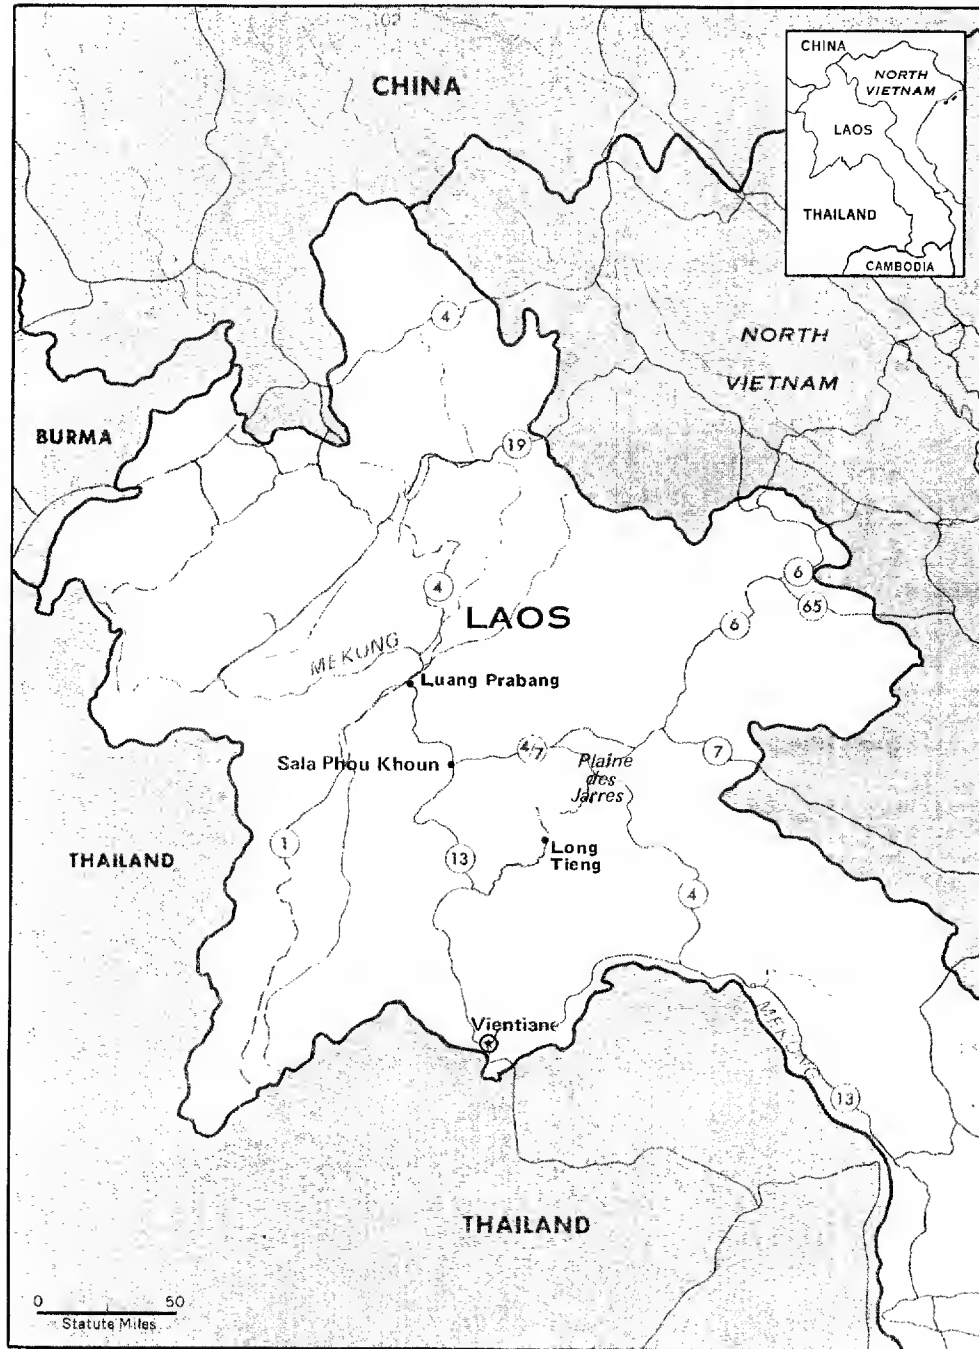 CHINA
CHINA
NORTH
VIETNAM
LAOS
THAILAND
CAMBODIA
4
NORTH
VIETNAM
BURMA
19
6
4
65
LAOS
6
MEKONG
Luang Prabang
4/7
7
Sala Phou Khoun
Plaine
des
Jarres
1
THAILAND
13
Long
Tieng
4
Vientiane
MEKONG
13
THAILAND
0 50
Statute Miles